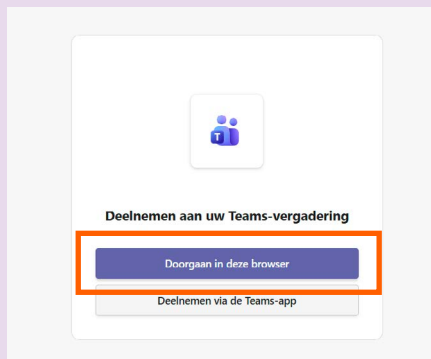 T
Deelnemen aan uw Teams-vergadering
Doorgaan in deze browser
Deelnemen via de Teams-app